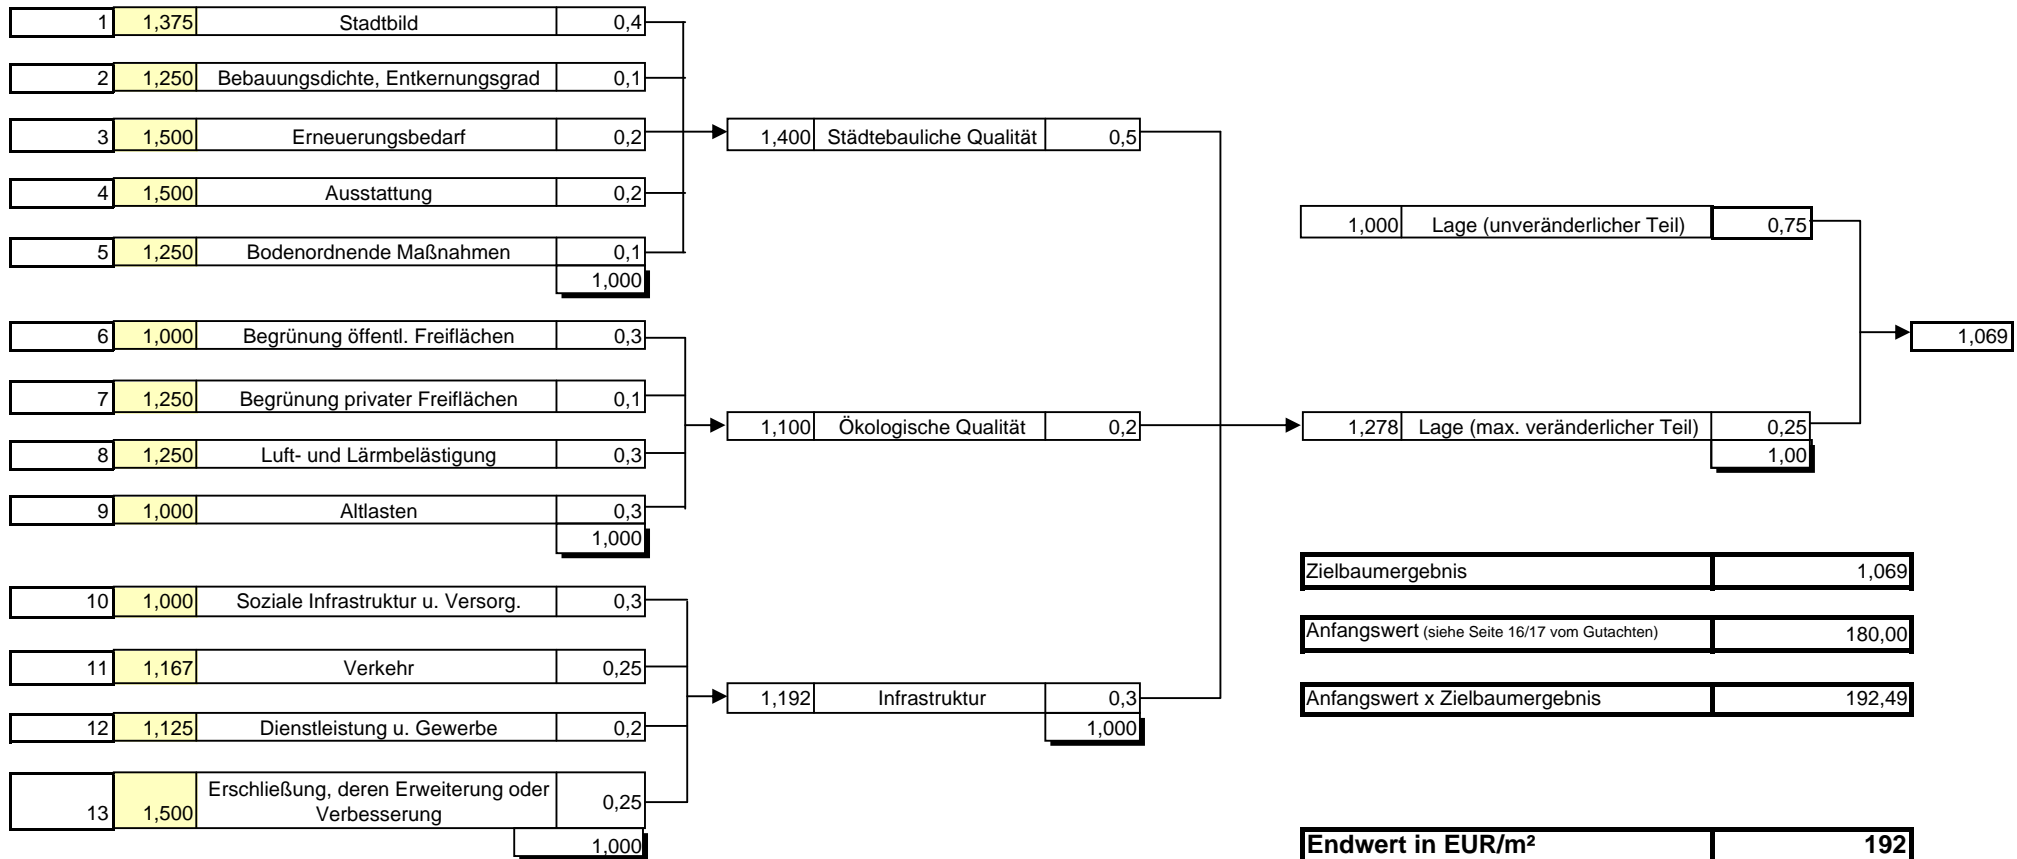 1 1,375 Stadtbild 0,4
2 1,250 Bebauungsdichte, Entkernungsgrad 0,1
3 1,500 Erneuerungsbedarf 0,2
4 1,500 Ausstattung 0,2
5 1,250 Bodenordnende Maßnahmen 0,1
1,000
6 1,000 Begrünung öffentl. Freiflächen 0,3
7 1,250 Begrünung privater Freiflächen 0,1
8 1,250 Luft- und Lärmbelästigung 0,3
9 1,000 Altlasten 0,3
1,000
10 1,000 Soziale Infrastruktur u. Versorg. 0,3
11 1,167 Verkehr 0,25
12 1,125 Dienstleistung u. Gewerbe 0,2
13 1,500 Erschließung, deren Erweiterung oder
Verbesserung 0,25
1,000
1,400 Städtebauliche Qualität 0,5
1,100 Ökologische Qualität 0,2
1,192 Infrastruktur 0,3
1,000
1,000 Lage (unveränderlicher Teil) 0,75
1,278 Lage (max. veränderlicher Teil) 0,25
1,00
1,069
Zielbaumergebnis 1,069
Anfangswert (siehe Seite 16/17 vom Gutachten) 180,00
Anfangswert x Zielbaumergebnis 192,49
Endwert in EUR/m² 192